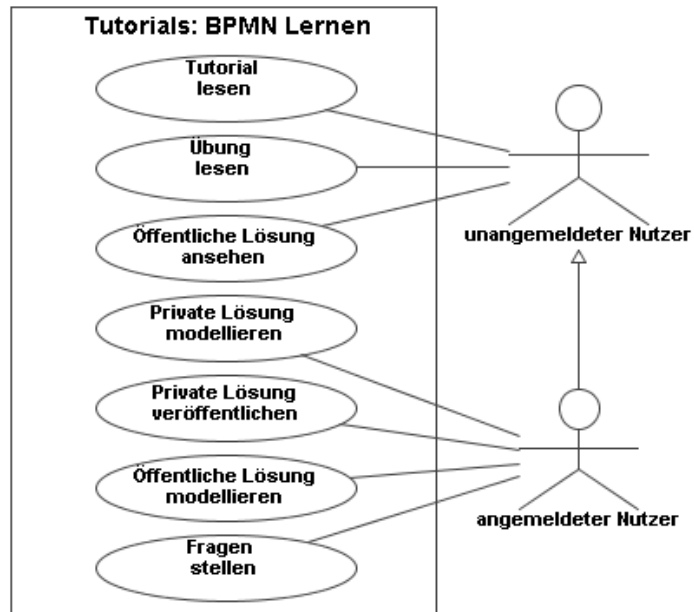 Tutorials: BPMN Lernen
Tutorial
lesen
Übung
lesen
Öffentliche Lösung
ansehen
Private Lösung
modellieren
Private Lösung
veröffentlichen
Öffentliche Lösung
modellieren
Fragen
stellen
unangemeldeter Nutzer
angemeldeter Nutzer